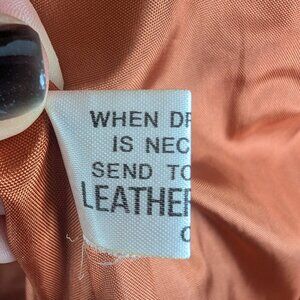 WHEN DR
IS NEC
SEND TO
LEATHER
C